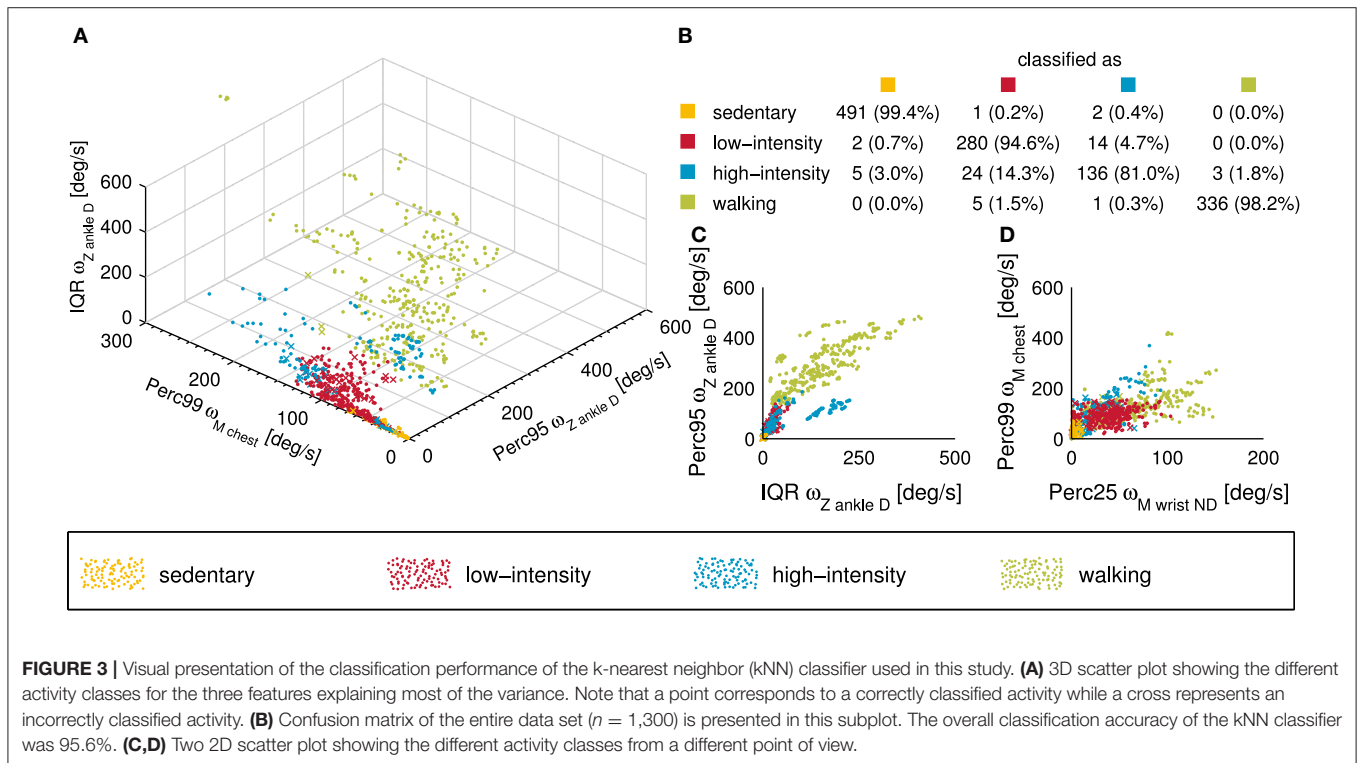 A
IQR ωZ ankle D [deg/s]
600
400
200
0
300
200
100
0
Perc99 ωM chest [deg/s]
0
200
400
600
Perc95 ωZ ankle D [deg/s]
B
classified as
sedentary 491 (99.4%) 1 (0.2%) 2 (0.4%) 0 (0.0%)
low−intensity 2 (0.7%) 280 (94.6%) 14 (4.7%) 0 (0.0%)
high−intensity 5 (3.0%) 24 (14.3%) 136 (81.0%) 3 (1.8%)
walking 0 (0.0%) 5 (1.5%) 1 (0.3%) 336 (98.2%)
C
Perc95 ωZ ankle D [deg/s]
600
400
200
0
0 250 500
IQR ωZ ankle D [deg/s]
D
Perc99 ωM chest [deg/s]
600
400
200
0
0 100 200
Perc25 ωM wrist ND [deg/s]
sedentary low−intensity high−intensity walking
FIGURE 3 | Visual presentation of the classification performance of the k-nearest neighbor (kNN) classifier used in this study. (A) 3D scatter plot showing the different
activity classes for the three features explaining most of the variance. Note that a point corresponds to a correctly classified activity while a cross represents an
incorrectly classified activity. (B) Confusion matrix of the entire data set (n = 1,300) is presented in this subplot. The overall classification accuracy of the kNN classifier
was 95.6%. (C,D) Two 2D scatter plot showing the different activity classes from a different point of view.